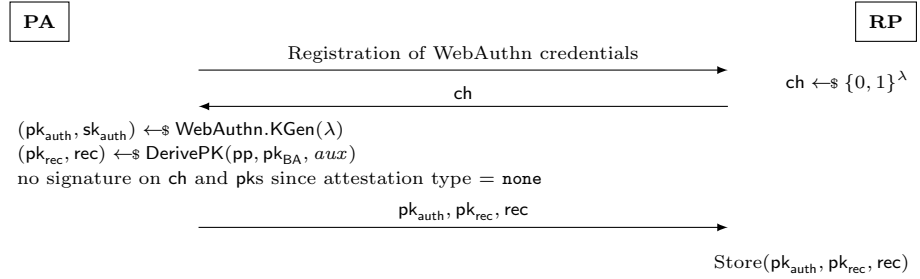 PA RP
Registration of WebAuthn credentials
ch ←$ {0, 1}^λ
ch
(pk_auth, sk_auth) ←$ WebAuthn.KGen(λ)
(pk_rec, rec) ←$ DerivePK(pp, pk_BA, aux)
no signature on ch and pks since attestation type = none
pk_auth, pk_rec, rec
Store(pk_auth, pk_rec, rec)